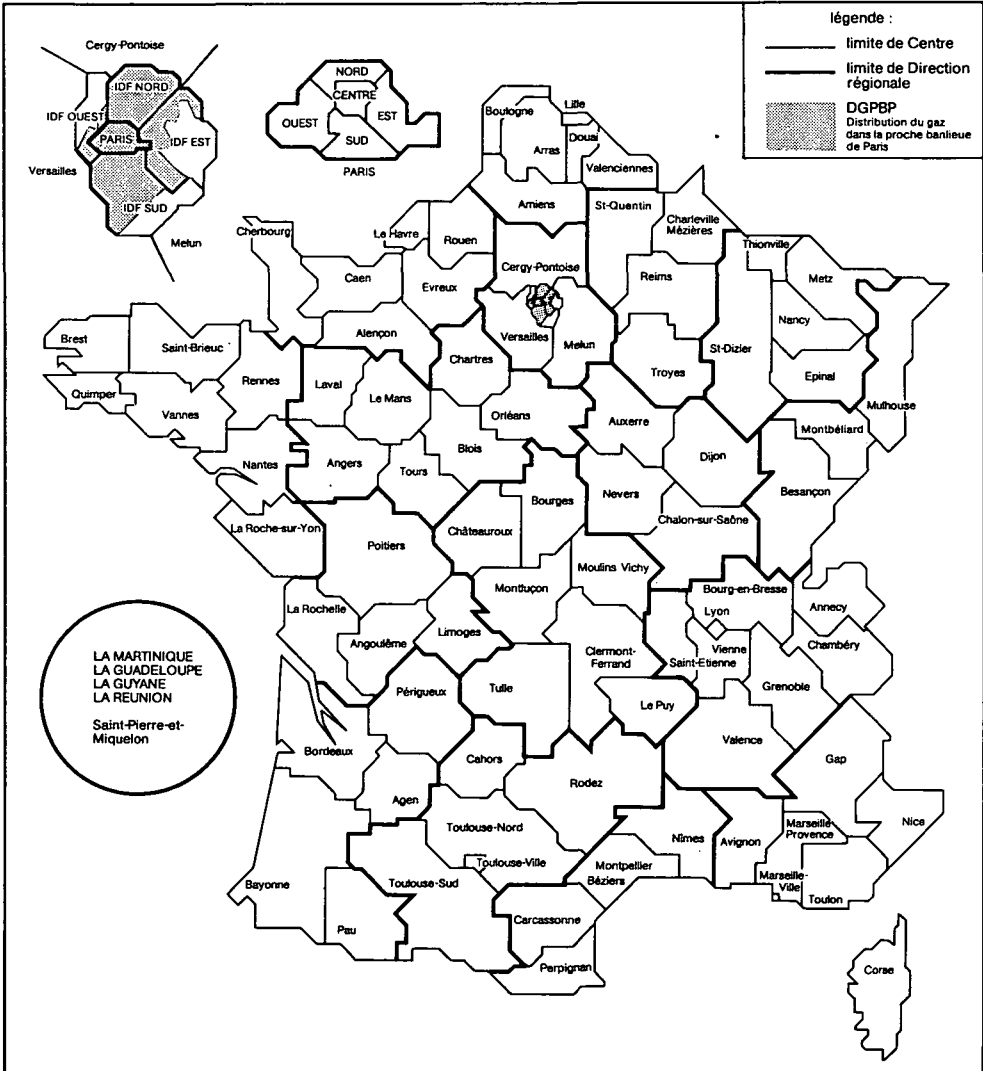 légende :
limite de Centre
limite de Direction
régionale
DGPBP
Distribution du gaz
dans la proche banlieue
de Paris
Cergy-Pontoise
IDF NORD
IDF OUEST
PARIS
IDF EST
Versailles
IDF SUD
Melun
NORD
CENTRE
OUEST
EST
SUD
PARIS
Lille
Boulogne
Douai
Arras
Valenciennes
Amiens
St-Quentin
Charleville
Mézières
Cherbourg
Le Havre
Rouen
Thionville
Caen
Cergy-Pontoise
Reims
Metz
Evreux
Nancy
Brest
Saint-Brieuc
Alençon
Versailles
Melun
St-Dizier
Chartres
Troyes
Epinal
Quimper
Rennes
Laval
Le Mans
Mulhouse
Vannes
Orléans
Auxerre
Montbéliard
Nantes
Angers
Tours
Blois
Dijon
Besançon
Bourges
Nevers
Chalon-sur-Saône
La Roche-sur-Yon
Poitiers
Châteauroux
Moulins Vichy
Montluçon
Bourg-en-Bresse
Annecy
La Rochelle
Lyon
Angoulême
Limoges
Chambéry
Vienne
Clermont-
Ferrand
Saint-Etienne
Grenoble
LA MARTINIQUE
LA GUADELOUPE
LA GUYANE
LA REUNION
Saint-Pierre-et-
Miquelon
Périgueux
Tulle
Le Puy
Valence
Bordeaux
Cahors
Gap
Rodez
Agen
Toulouse-Nord
Nîmes
Avignon
Marseille-
Provence
Nice
Toulouse-Ville
Montpellier
Béziers
Marseille-
Ville
Bayonne
Toulouse-Sud
Toulon
Carcassonne
Pau
Perpignan
Corse